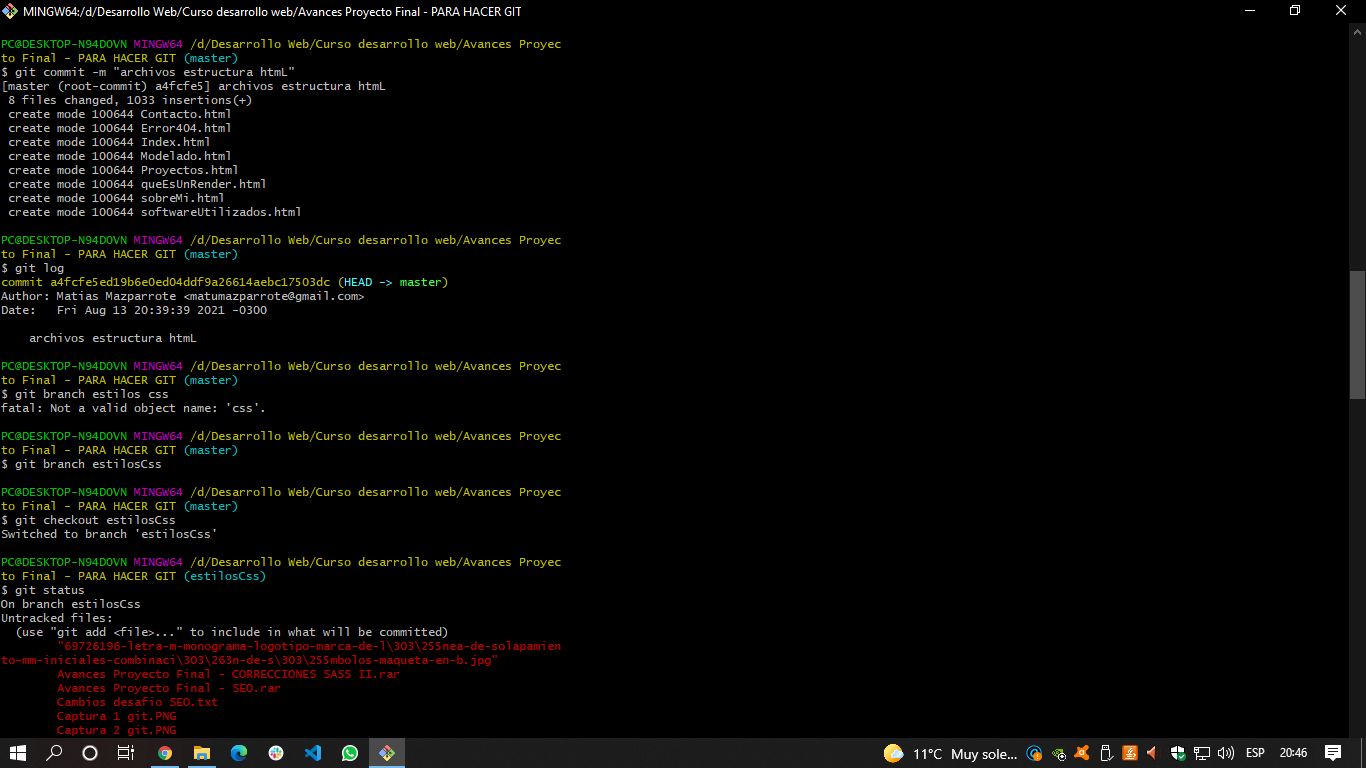 MINGW64:/d/Desarrollo Web/Curso desarrollo web/Avances Proyecto Final - PARA HACER GIT
PC@DESKTOP-N94DOVN MINGW64 /d/Desarrollo Web/Curso desarrollo web/Avances Proyec
to Final - PARA HACER GIT (master)
$ git commit -m "archivos estructura htmL"
[master (root-commit) a4fcfe5] archivos estructura htmL
 8 files changed, 1033 insertions(+)
 create mode 100644 Contacto.html
 create mode 100644 Error404.html
 create mode 100644 Index.html
 create mode 100644 Modelado.html
 create mode 100644 Proyectos.html
 create mode 100644 queEsUnRender.html
 create mode 100644 sobreMi.html
 create mode 100644 softwareUtilizados.html
PC@DESKTOP-N94DOVN MINGW64 /d/Desarrollo Web/Curso desarrollo web/Avances Proyec
to Final - PARA HACER GIT (master)
$ git log
commit a4fcfe5ed19b6e0ed04ddf9a26614aebc17503dc (HEAD -> master)
Author: Matias Mazparrote <matumazparrote@gmail.com>
Date:   Fri Aug 13 20:39:39 2021 -0300
    archivos estructura htmL
PC@DESKTOP-N94DOVN MINGW64 /d/Desarrollo Web/Curso desarrollo web/Avances Proyec
to Final - PARA HACER GIT (master)
$ git branch estilos css
fatal: Not a valid object name: 'css'.
PC@DESKTOP-N94DOVN MINGW64 /d/Desarrollo Web/Curso desarrollo web/Avances Proyec
to Final - PARA HACER GIT (master)
$ git branch estilosCss
PC@DESKTOP-N94DOVN MINGW64 /d/Desarrollo Web/Curso desarrollo web/Avances Proyec
to Final - PARA HACER GIT (master)
$ git checkout estilosCss
Switched to branch 'estilosCss'
PC@DESKTOP-N94DOVN MINGW64 /d/Desarrollo Web/Curso desarrollo web/Avances Proyec
to Final - PARA HACER GIT (estilosCss)
$ git status
On branch estilosCss
Untracked files:
  (use "git add <file>..." to include in what will be committed)
        "69726196-letra-m-monograma-logotipo-marca-de-l\303\255nea-de-solapamien
to-mm-iniciales-combinaci\303\263n-de-s\303\255mbolos-maqueta-en-b.jpg"
        Avances Proyecto Final - CORRECCIONES SASS II.rar
        Avances Proyecto Final - SEO.rar
        Cambios desafio SEO.txt
        Captura 1 git.PNG
        Captura 2 git.PNG
11°C Muy sole... ESP 20:46